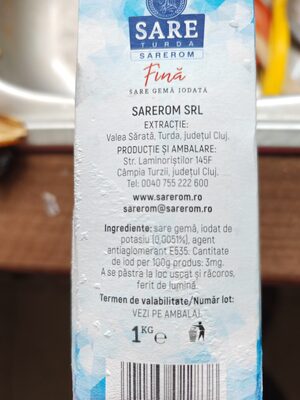 SARE
TURDA
SAREROM
Fină
SARE GEMĂ IODATĂ
SAREROM SRL
EXTRACȚIE:
Valea Sărată, Turda, județul Cluj.
PRODUCȚIE ȘI AMBALARE:
Str. Laminoriștilor 145F
Câmpia Turzii, județul Cluj.
Tel: 0040 755 222 600
www.sarerom.ro
sarerom@sarerom.ro
Ingrediente: sare gemă, iodat de
potasiu (0,0051%), agent
antiaglomerant E535. Cantitate
de iod per 100g produs: 3mg.
A se păstra la loc uscat și răcoros,
ferit de lumină.
Termen de valabilitate/Număr lot:
VEZI PE AMBALAJ.
1KG e